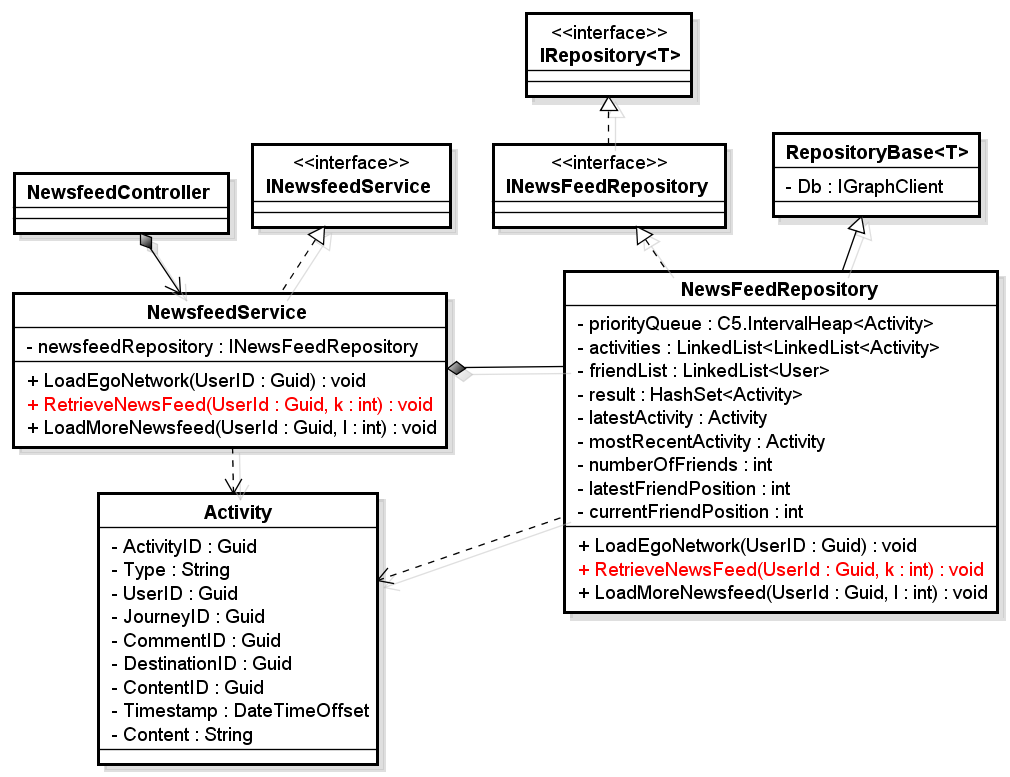 <<interface>>
IRepository<T>
<<interface>>
INewsfeedService
<<interface>>
INewsFeedRepository
RepositoryBase<T>
- Db : IGraphClient
NewsfeedController
NewsfeedService
- newsfeedRepository : INewsFeedRepository
+ LoadEgoNetwork(UserID : Guid) : void
+ RetrieveNewsFeed(UserId : Guid, k : int) : void
+ LoadMoreNewsfeed(UserId : Guid, l : int) : void
NewsFeedRepository
- priorityQueue : C5.IntervalHeap<Activity>
- activities : LinkedList<LinkedList<Activity>
- friendList : LinkedList<User>
- result : HashSet<Activity>
- latestActivity : Activity
- mostRecentActivity : Activity
- numberOfFriends : int
- latestFriendPosition : int
- currentFriendPosition : int
+ LoadEgoNetwork(UserID : Guid) : void
+ RetrieveNewsFeed(UserId : Guid, k : int) : void
+ LoadMoreNewsfeed(UserId : Guid, l : int) : void
Activity
- ActivityID : Guid
- Type : String
- UserID : Guid
- JourneyID : Guid
- CommentID : Guid
- DestinationID : Guid
- ContentID : Guid
- Timestamp : DateTimeOffset
- Content : String